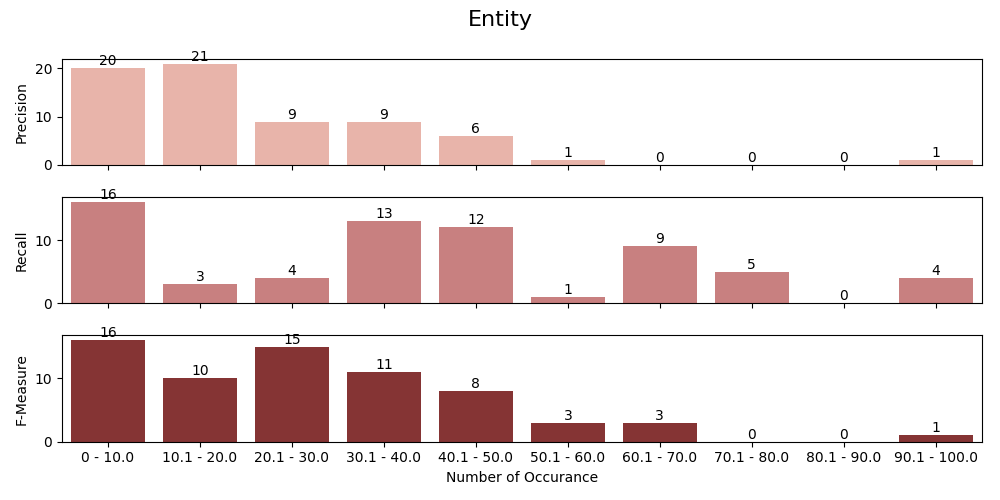 Entity
Precision
20
10
0
20 21 9 9 6 1 0 0 0 1
Recall
10
0
16 3 4 13 12 1 9 5 0 4
F-Measure
10
0
16 10 15 11 8 3 3 0 0 1
0 - 10.0 10.1 - 20.0 20.1 - 30.0 30.1 - 40.0 40.1 - 50.0 50.1 - 60.0 60.1 - 70.0 70.1 - 80.0 80.1 - 90.0 90.1 - 100.0
Number of Occurance